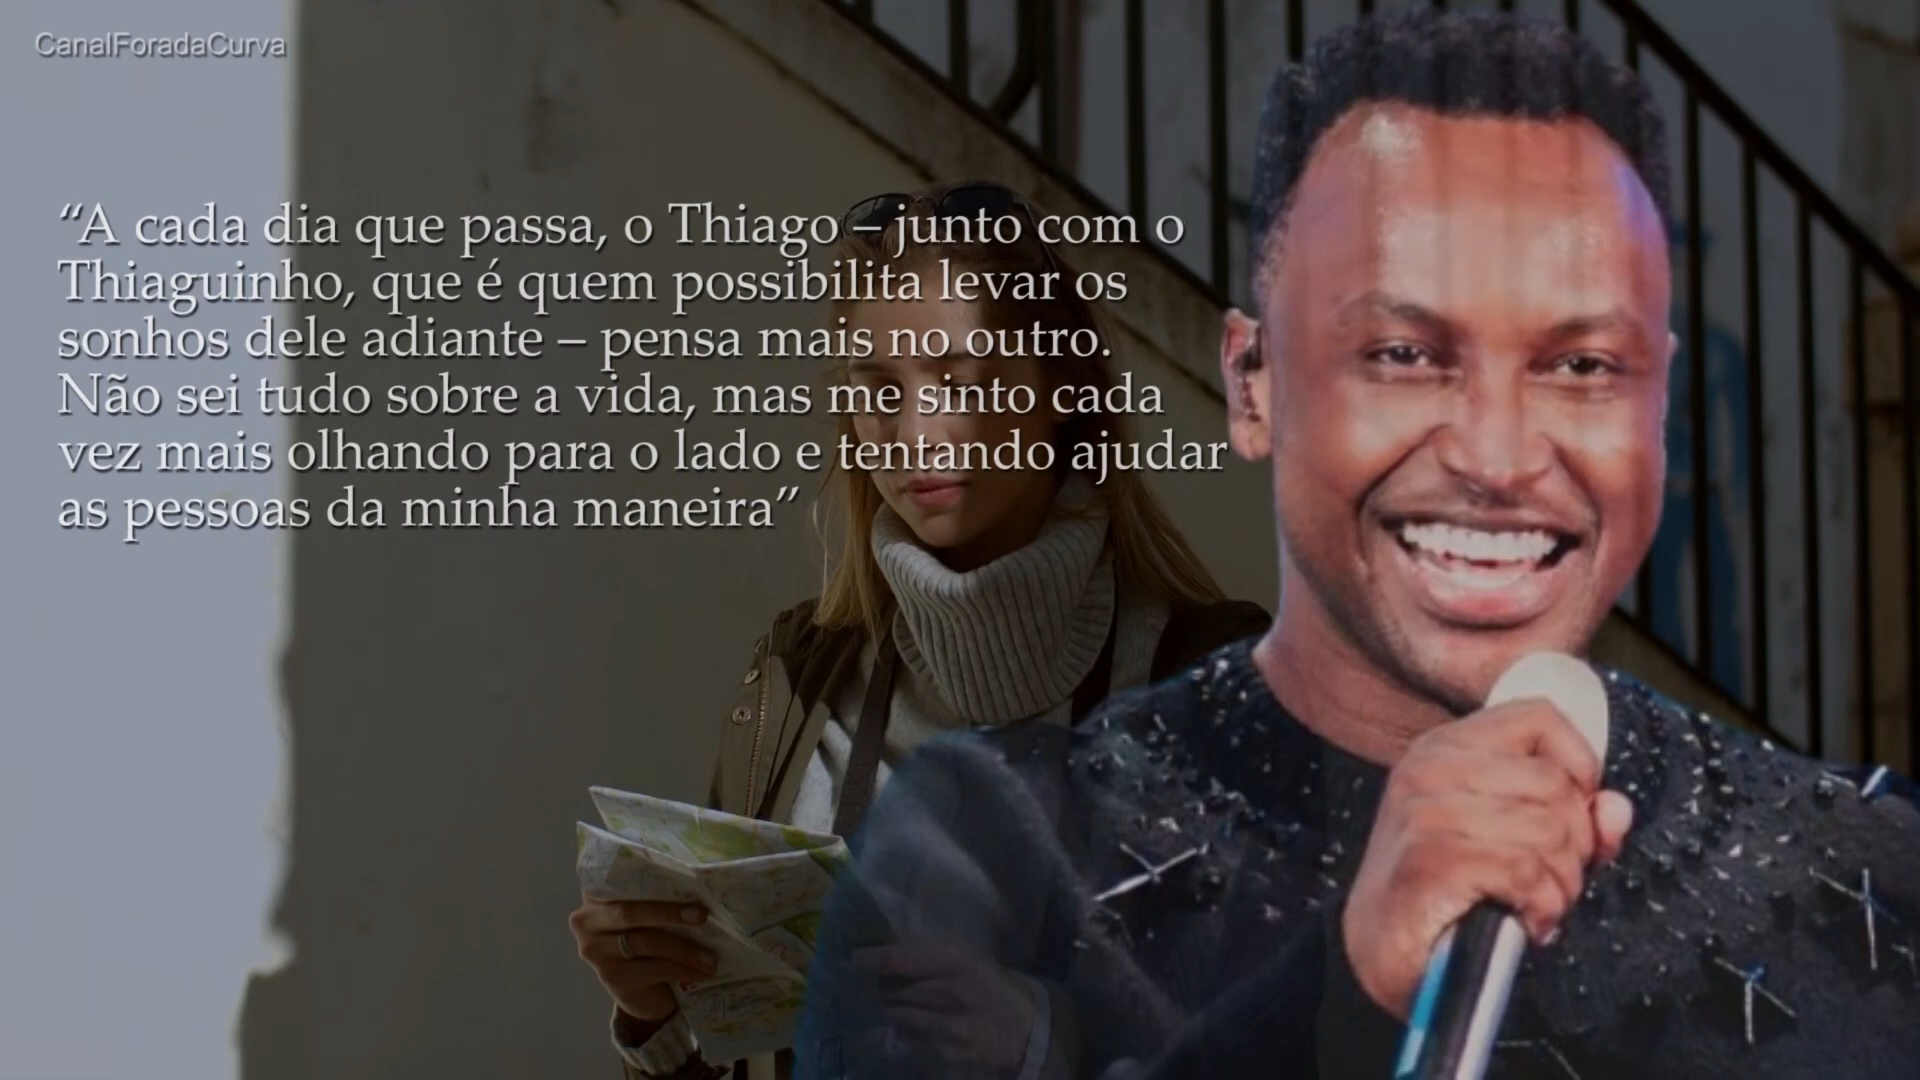 CanalForadaCurva
“A cada dia que passa, o Thiago – junto com o
Thiaguinho, que é quem possibilita levar os
sonhos dele adiante – pensa mais no outro.
Não sei tudo sobre a vida, mas me sinto cada
vez mais olhando para o lado e tentando ajudar
as pessoas da minha maneira”